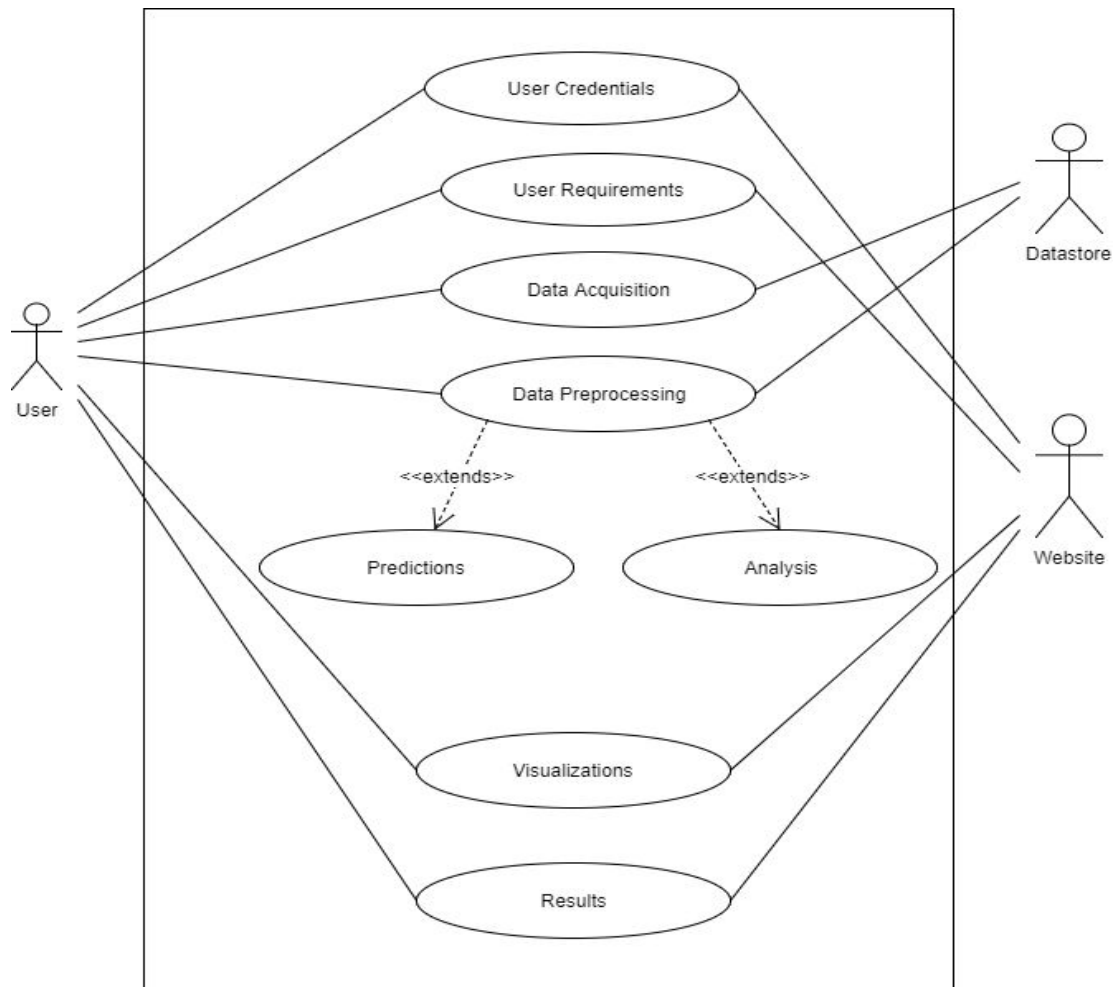 User Credentials
User Requirements
Datastore
Data Acquisition
Data Preprocessing
User
<<extends>>
<<extends>>
Website
Predictions
Analysis
Visualizations
Results